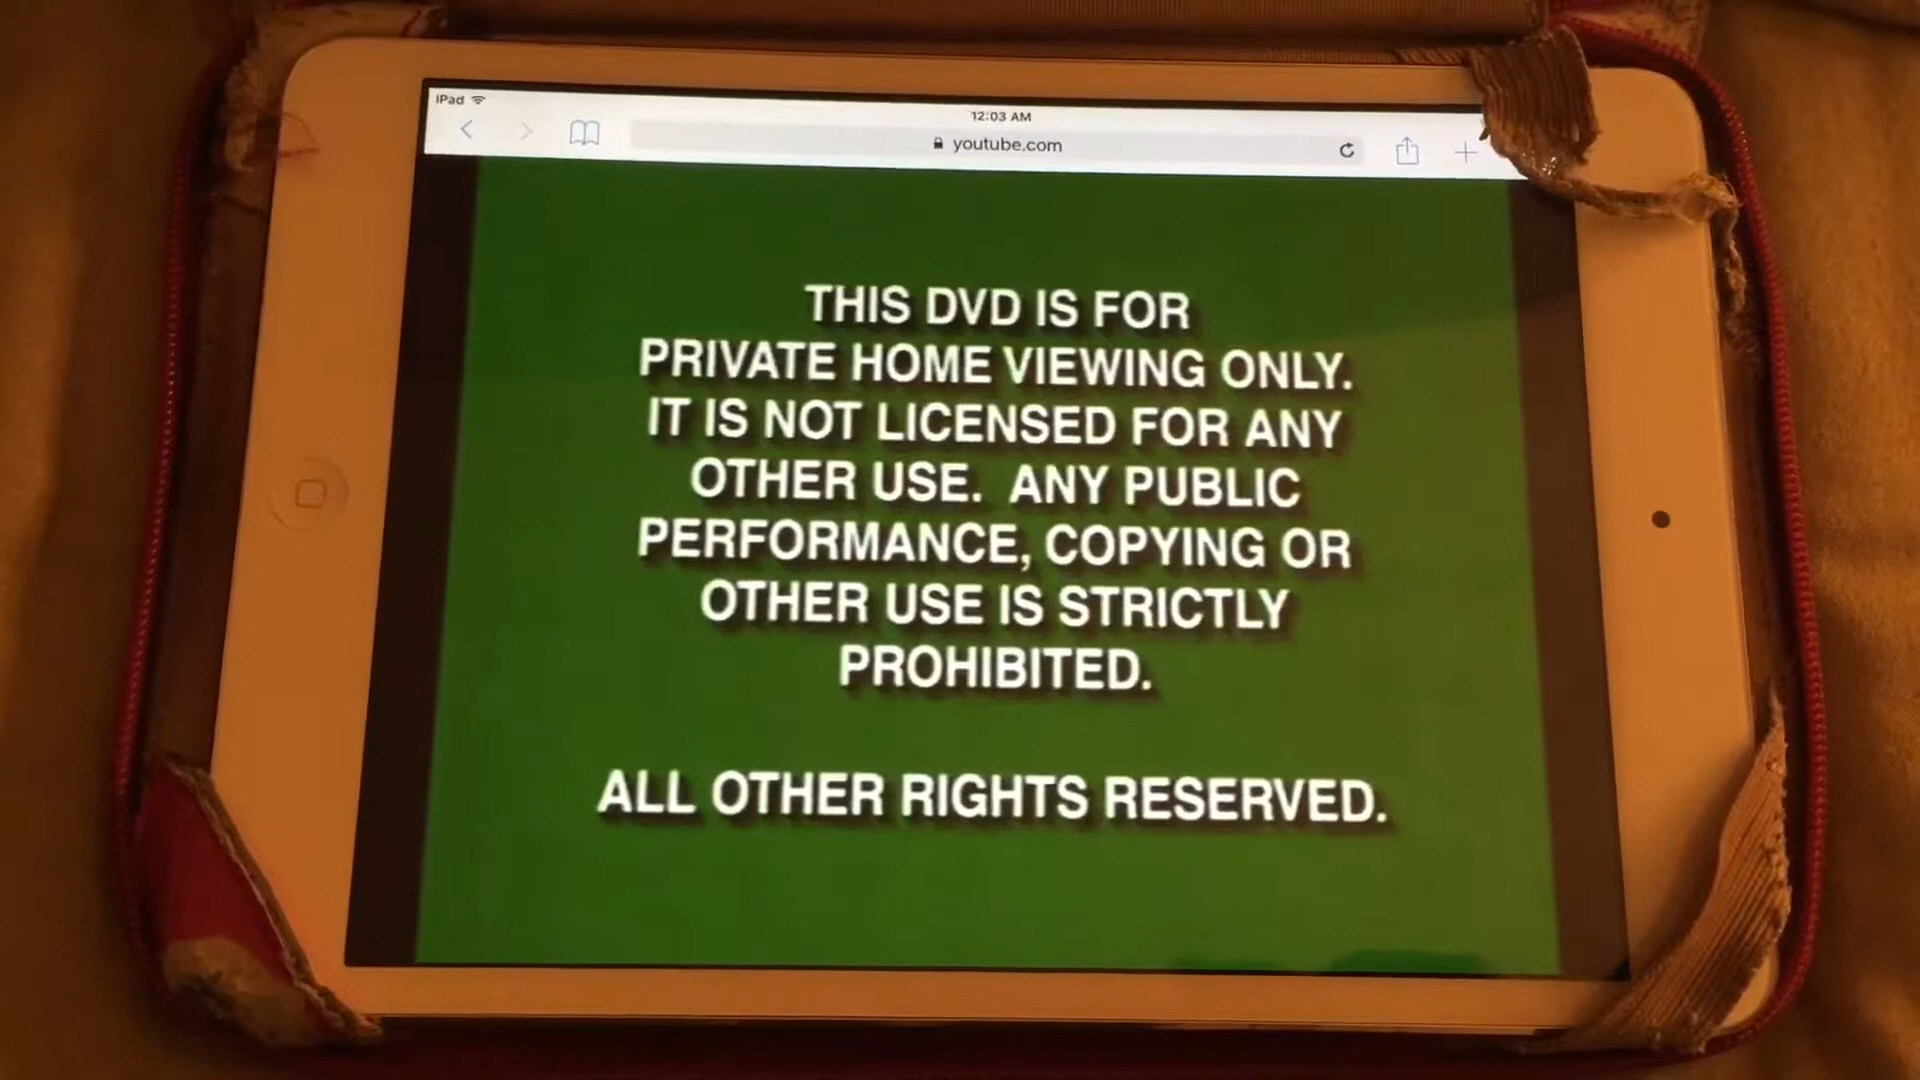 iPad
12:03 AM
youtube.com
THIS DVD IS FOR
PRIVATE HOME VIEWING ONLY.
IT IS NOT LICENSED FOR ANY
OTHER USE. ANY PUBLIC
PERFORMANCE, COPYING OR
OTHER USE IS STRICTLY
PROHIBITED.
ALL OTHER RIGHTS RESERVED.